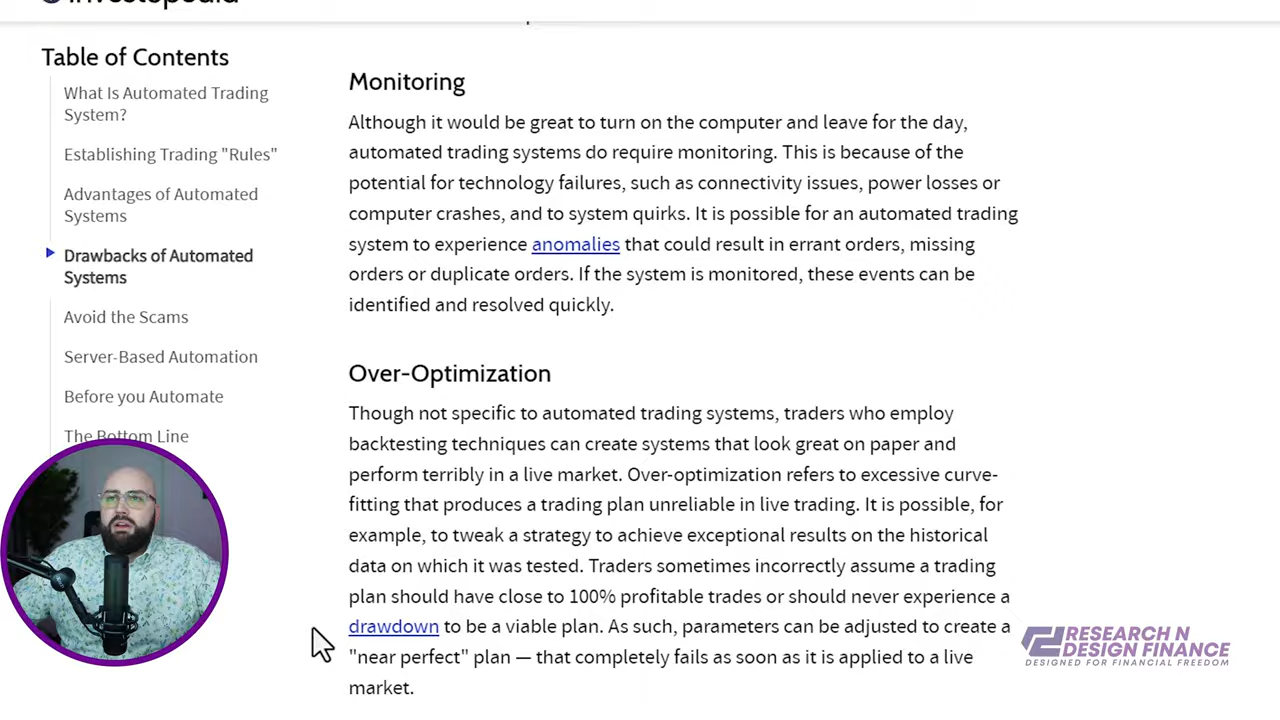 Investopedia
Table of Contents
What Is Automated Trading
System?
Establishing Trading "Rules"
Advantages of Automated
Systems
Drawbacks of Automated
Systems
Avoid the Scams
Server-Based Automation
Before you Automate
The Bottom Line
Monitoring
Although it would be great to turn on the computer and leave for the day,
automated trading systems do require monitoring. This is because of the
potential for technology failures, such as connectivity issues, power losses or
computer crashes, and to system quirks. It is possible for an automated trading
system to experience anomalies that could result in errant orders, missing
orders or duplicate orders. If the system is monitored, these events can be
identified and resolved quickly.
Over-Optimization
Though not specific to automated trading systems, traders who employ
backtesting techniques can create systems that look great on paper and
perform terribly in a live market. Over-optimization refers to excessive curve-
fitting that produces a trading plan unreliable in live trading. It is possible, for
example, to tweak a strategy to achieve exceptional results on the historical
data on which it was tested. Traders sometimes incorrectly assume a trading
plan should have close to 100% profitable trades or should never experience a
drawdown to be a viable plan. As such, parameters can be adjusted to create a
"near perfect" plan — that completely fails as soon as it is applied to a live
market.
RESEARCH N
DESIGN FINANCE
DESIGNED FOR FINANCIAL FREEDOM